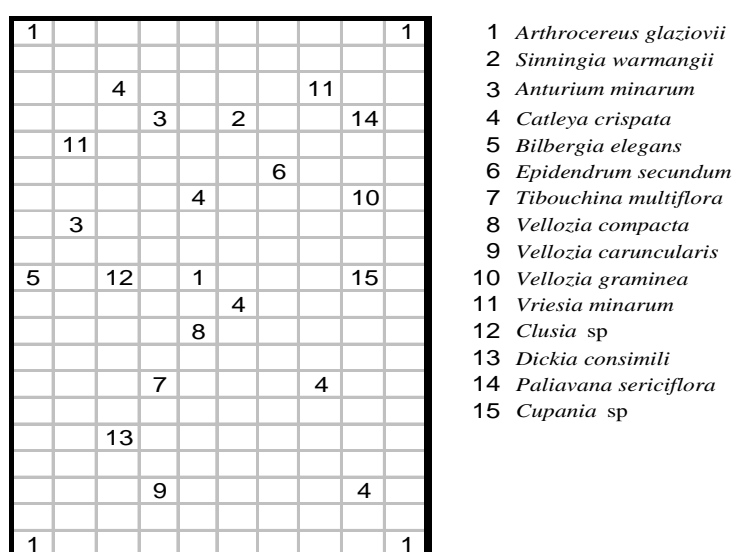 1 1
4 11
3 2 14
11
6
4 10
3
5 12 1 15
4
8
7 4
13
9 4
1 1
1 Arthrocereus glaziovii
2 Sinningia warmangii
3 Anturium minarum
4 Catleya crispata
5 Bilbergia elegans
6 Epidendrum secundum
7 Tibouchina multiflora
8 Vellozia compacta
9 Vellozia caruncularis
10 Vellozia graminea
11 Vriesia minarum
12 Clusia sp
13 Dickia consimili
14 Paliavana sericiflora
15 Cupania sp